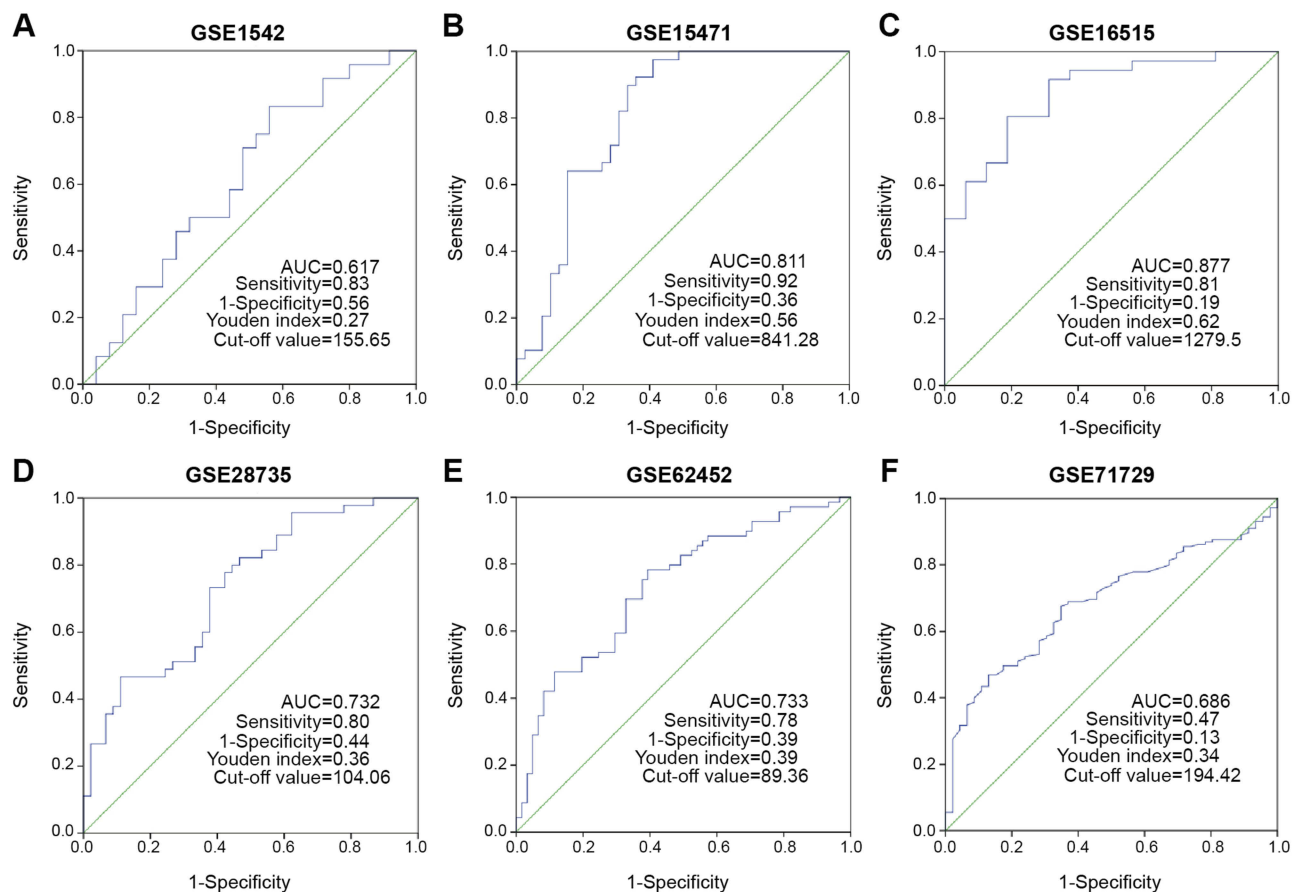 A
GSE1542
1.0
0.8
0.6
0.4
0.2
0.0
Sensitivity
AUC=0.617
Sensitivity=0.83
1-Specificity=0.56
Youden index=0.27
Cut-off value=155.65
0.0 0.2 0.4 0.6 0.8 1.0
1-Specificity
B
GSE15471
1.0
0.8
0.6
0.4
0.2
0.0
Sensitivity
AUC=0.811
Sensitivity=0.92
1-Specificity=0.36
Youden index=0.56
Cut-off value=841.28
0.0 0.2 0.4 0.6 0.8 1.0
1-Specificity
C
GSE16515
1.0
0.8
0.6
0.4
0.2
0.0
Sensitivity
AUC=0.877
Sensitivity=0.81
1-Specificity=0.19
Youden index=0.62
Cut-off value=1279.5
0.0 0.2 0.4 0.6 0.8 1.0
1-Specificity
D
GSE28735
1.0
0.8
0.6
0.4
0.2
0.0
Sensitivity
AUC=0.732
Sensitivity=0.80
1-Specificity=0.44
Youden index=0.36
Cut-off value=104.06
0.0 0.2 0.4 0.6 0.8 1.0
1-Specificity
E
GSE62452
1.0
0.8
0.6
0.4
0.2
0.0
Sensitivity
AUC=0.733
Sensitivity=0.78
1-Specificity=0.39
Youden index=0.39
Cut-off value=89.36
0.0 0.2 0.4 0.6 0.8 1.0
1-Specificity
F
GSE71729
1.0
0.8
0.6
0.4
0.2
0.0
Sensitivity
AUC=0.686
Sensitivity=0.47
1-Specificity=0.13
Youden index=0.34
Cut-off value=194.42
0.0 0.2 0.4 0.6 0.8 1.0
1-Specificity